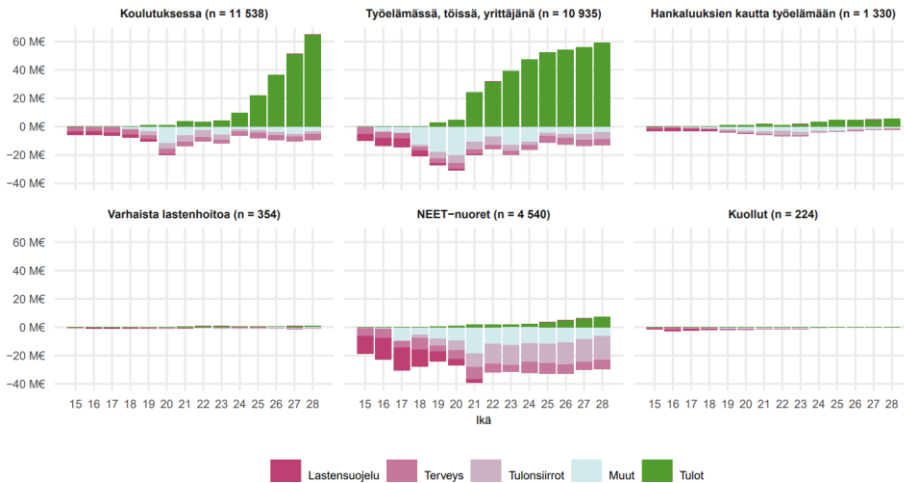 Koulutuksessa (n = 11 538)
Työelämässä, töissä, yrittäjänä (n = 10 935)
Hankaluuksien kautta työelämään (n = 1 330)
60 M€
40 M€
20 M€
0 M€
−20 M€
−40 M€
Varhaista lastenhoitoa (n = 354)
NEET−nuoret (n = 4 540)
Kuollut (n = 224)
60 M€
40 M€
20 M€
0 M€
−20 M€
−40 M€
15 16 17 18 19 20 21 22 23 24 25 26 27 28
15 16 17 18 19 20 21 22 23 24 25 26 27 28
15 16 17 18 19 20 21 22 23 24 25 26 27 28
Ikä
Lastensuojelu Terveys Tulonsiirrot Muut Tulot